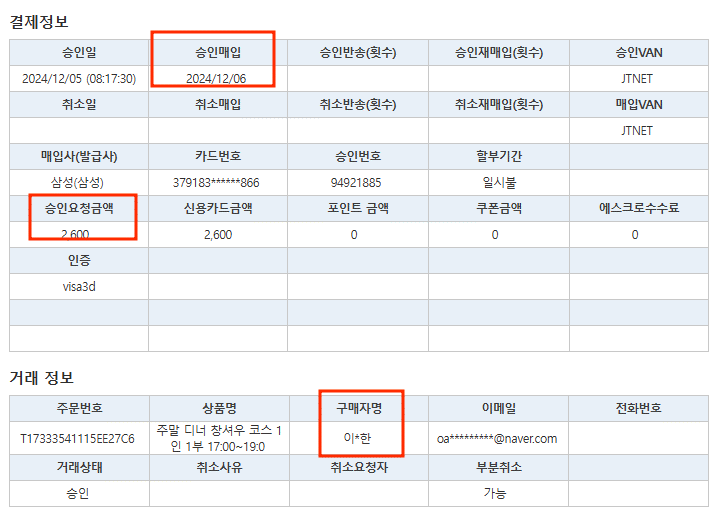 결제정보
승인일 승인매입 승인반송(횟수) 승인재매입(횟수) 승인VAN
2024/12/05 (08:17:30) 2024/12/06 JTNET
취소일 취소매입 취소반송(횟수) 취소재매입(횟수) 매입VAN
JTNET
매입사(발급사) 카드번호 승인번호 할부기간
삼성(삼성) 379183******866 94921885 일시불
승인요청금액 신용카드금액 포인트 금액 쿠폰금액 에스크로수수료
2,600 2,600 0 0 0
인증
visa3d
거래 정보
주문번호 상품명 구매자명 이메일 전화번호
T17333541115EE27C6 주말 디너 창셔우 코스 1
인 1부 17:00~19:0 이*한 oa*********@naver.com
거래상태 취소사유 취소요청자 부분취소
승인 가능